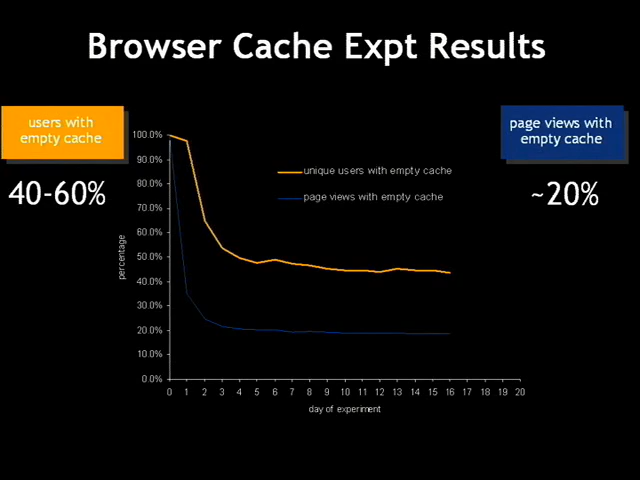 Browser Cache Expt Results
users with
empty cache
40-60%
page views with
empty cache
~20%
100.0%
90.0%
80.0%
70.0%
60.0%
50.0%
40.0%
30.0%
20.0%
10.0%
0.0%
percentage
unique users with empty cache
page views with empty cache
0 1 2 3 4 5 6 7 8 9 10 11 12 13 14 15 16 17 18 19 20
day of experiment